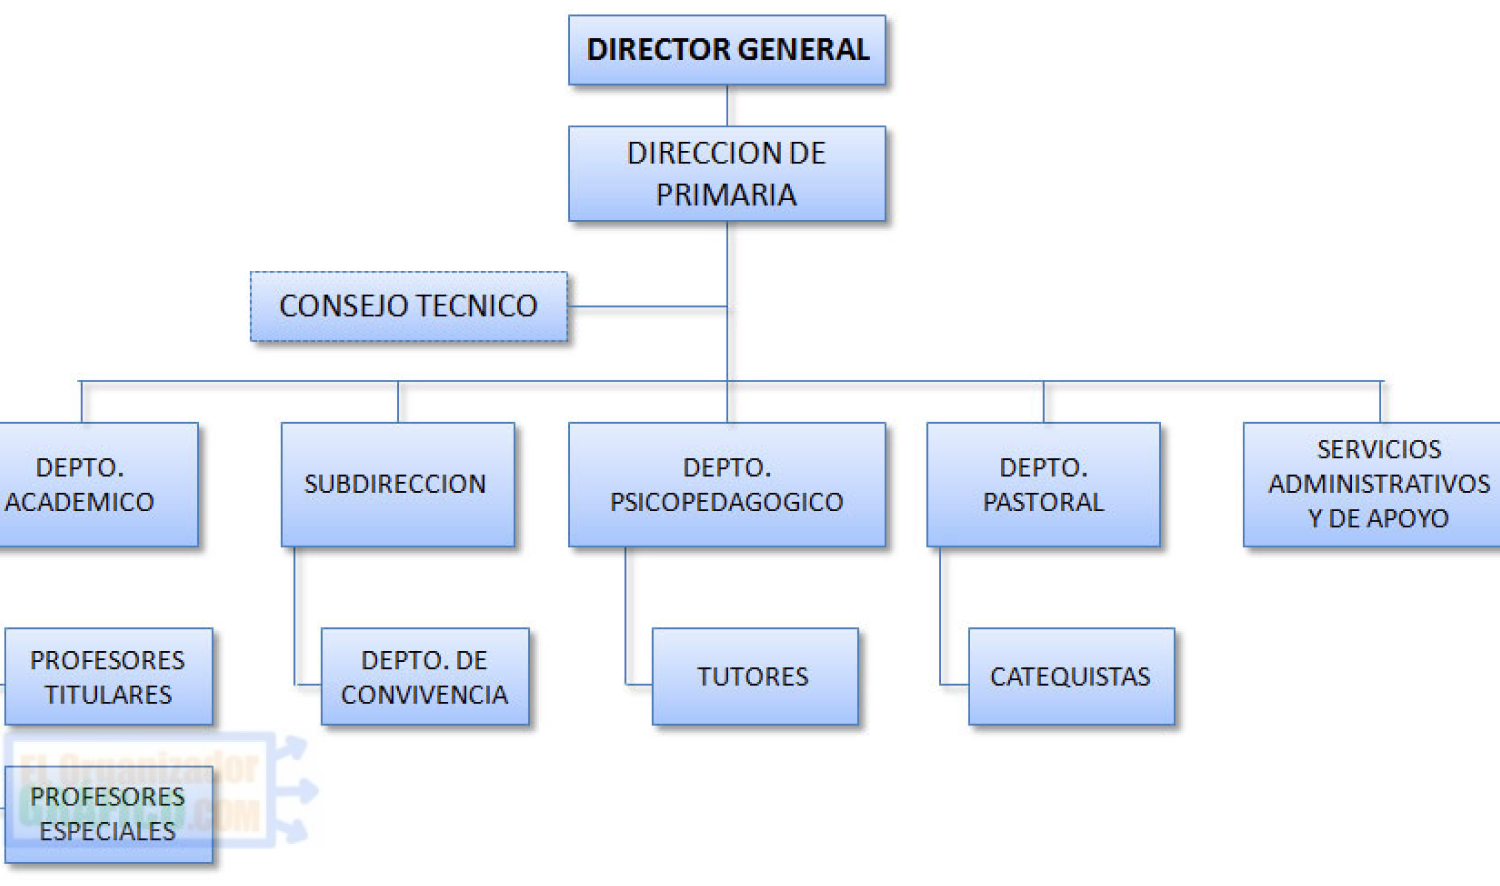 DIRECTOR GENERAL
DIRECCION DE
PRIMARIA
CONSEJO TECNICO
DEPTO.
ACADEMICO
SUBDIRECCION
DEPTO.
PSICOPEDAGOGICO
DEPTO.
PASTORAL
SERVICIOS
ADMINISTRATIVOS
Y DE APOYO
PROFESORES
TITULARES
DEPTO. DE
CONVIVENCIA
TUTORES
CATEQUISTAS
EL Organizador
GRAFICO.COM
PROFESORES
ESPECIALES